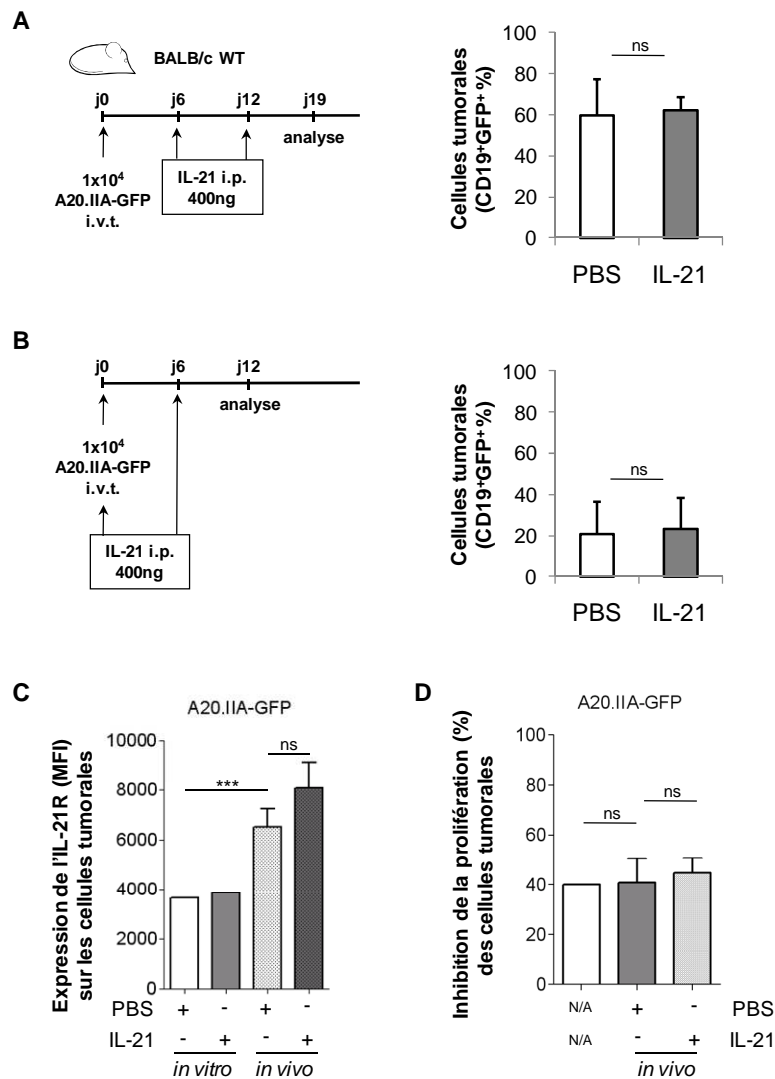 A
BALB/c WT
j0 j6 j12 j19
analyse
1x10⁴
A20.IIA-GFP
i.v.t.
IL-21 i.p.
400ng
Cellules tumorales
(CD19⁺GFP⁺ %)
100
80
60
40
20
0
ns
PBS IL-21
B
j0 j6 j12
analyse
1x10⁴
A20.IIA-GFP
i.v.t.
IL-21 i.p.
400ng
Cellules tumorales
(CD19⁺GFP⁺ %)
100
80
60
40
20
0
ns
PBS IL-21
C
A20.IIA-GFP
Expression de l'IL-21R (MFI)
sur les cellules tumorales
10000
8000
6000
4000
2000
0
***
ns
PBS + - + -
IL-21 - + - +
in vitro in vivo
D
A20.IIA-GFP
Inhibition de la prolifération (%)
des cellules tumorales
100
80
60
40
20
0
ns
ns
N/A + - PBS
N/A - + IL-21
in vivo